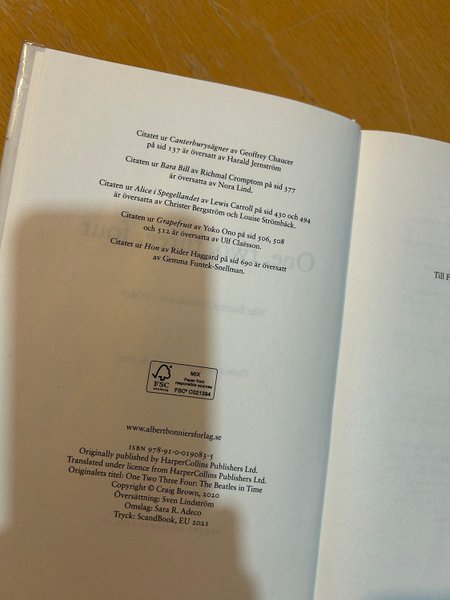 Citatet ur Canterburysägner av Geoffrey Chaucer
på sid 137 är översatt av Harald Jernström
Citaten ur Bara Bill av Richmal Cromptom på sid 377
är översatta av Nora Lind.
Citaten ur Alice i Spegellandet av Lewis Carroll på sid 430 och 494
är översatta av Christer Bergström och Louise Strömbäck.
Citaten ur Grapefruit av Yoko Ono på sid 506, 508
och 512 är översatta av Ulf Claësson.
Citatet ur Hon av Rider Haggard på sid 690 är översatt
av Gemma Funtek-Snellman.
Till F
FSC
MIX
Paper from
responsible sources
FSC® C021394
www.albertbonniersforlag.se
ISBN 978-91-0-019083-5
Originally published by HarperCollins Publishers Ltd.
Translated under licence from HarperCollins Publishers Ltd.
Originalets titel: One Two Three Four: The Beatles in Time
Copyright © Craig Brown, 2020
Översättning: Sven Lindström
Omslag: Sara R. Acedo
Tryck: ScandBook, EU 2021